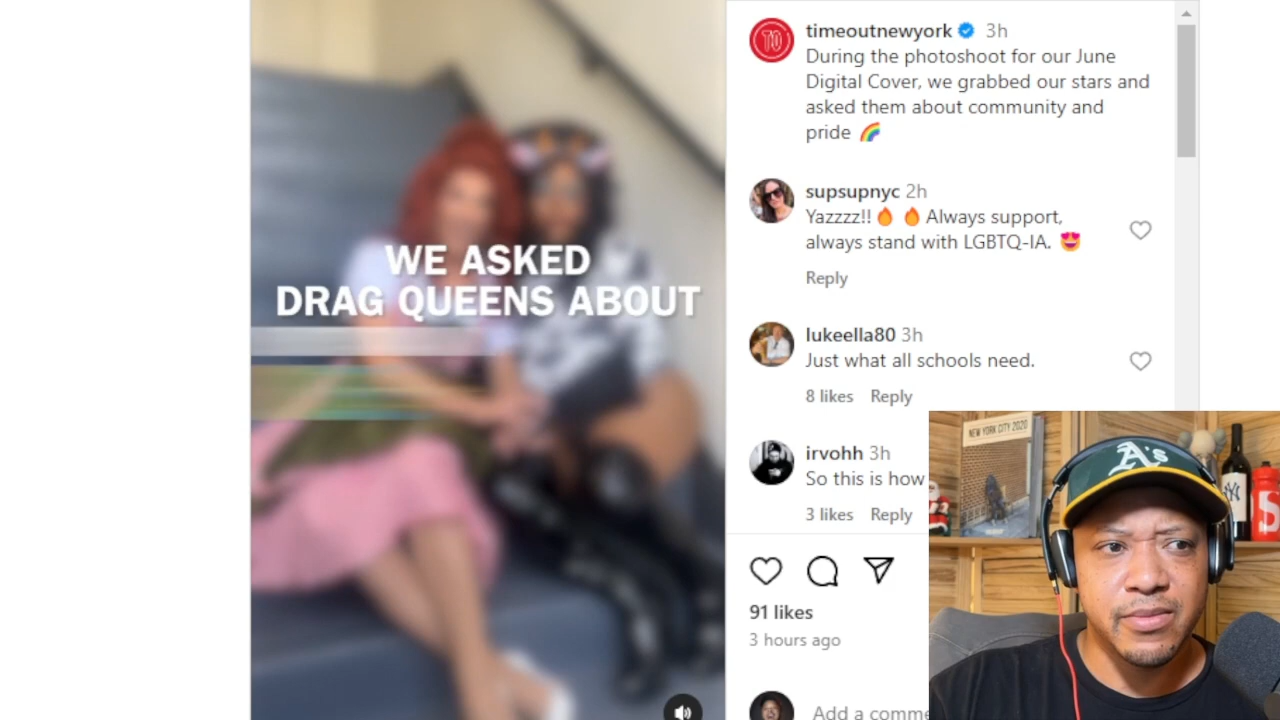 WE ASKED
DRAG QUEENS ABOUT
timeoutnewyork 3h
During the photoshoot for our June
Digital Cover, we grabbed our stars and
asked them about community and
pride 🌈
supsupnyc 2h
Yazzzz!!🔥 🔥 Always support,
always stand with LGBTQ-IA. 😍
Reply
lukeella80 3h
Just what all schools need.
8 likes Reply
irvohh 3h
So this is how
3 likes Reply
91 likes
3 hours ago
Add a comme
TO
NEW YORK CITY 2020
A's
NY
S